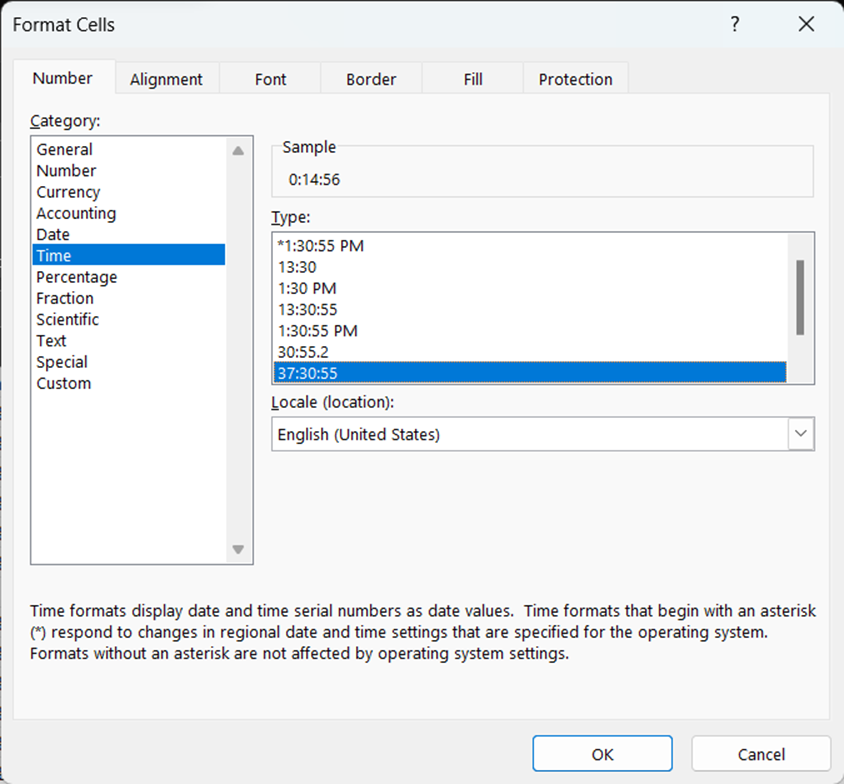 Format Cells
?
Number Alignment Font Border Fill Protection
Category:
General
Number
Currency
Accounting
Date
Time
Percentage
Fraction
Scientific
Text
Special
Custom
Sample
0:14:56
Type:
*1:30:55 PM
13:30
1:30 PM
13:30:55
1:30:55 PM
30:55.2
37:30:55
Locale (location):
English (United States)
Time formats display date and time serial numbers as date values.  Time formats that begin with an asterisk
(*) respond to changes in regional date and time settings that are specified for the operating system.
Formats without an asterisk are not affected by operating system settings.
OK Cancel